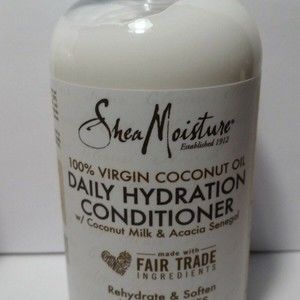 SheaMoisture®
Established 1912
100% VIRGIN COCONUT OIL
DAILY HYDRATION
CONDITIONER
w/ Coconut Milk & Acacia Senegal
made with
FAIR TRADE
INGREDIENTS
Rehydrate & Soften